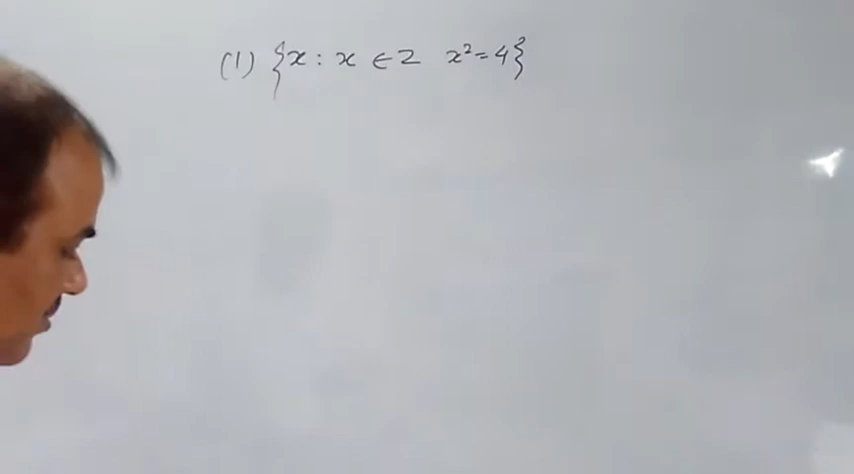 (1) {x : x ∈ Z x² = 4}